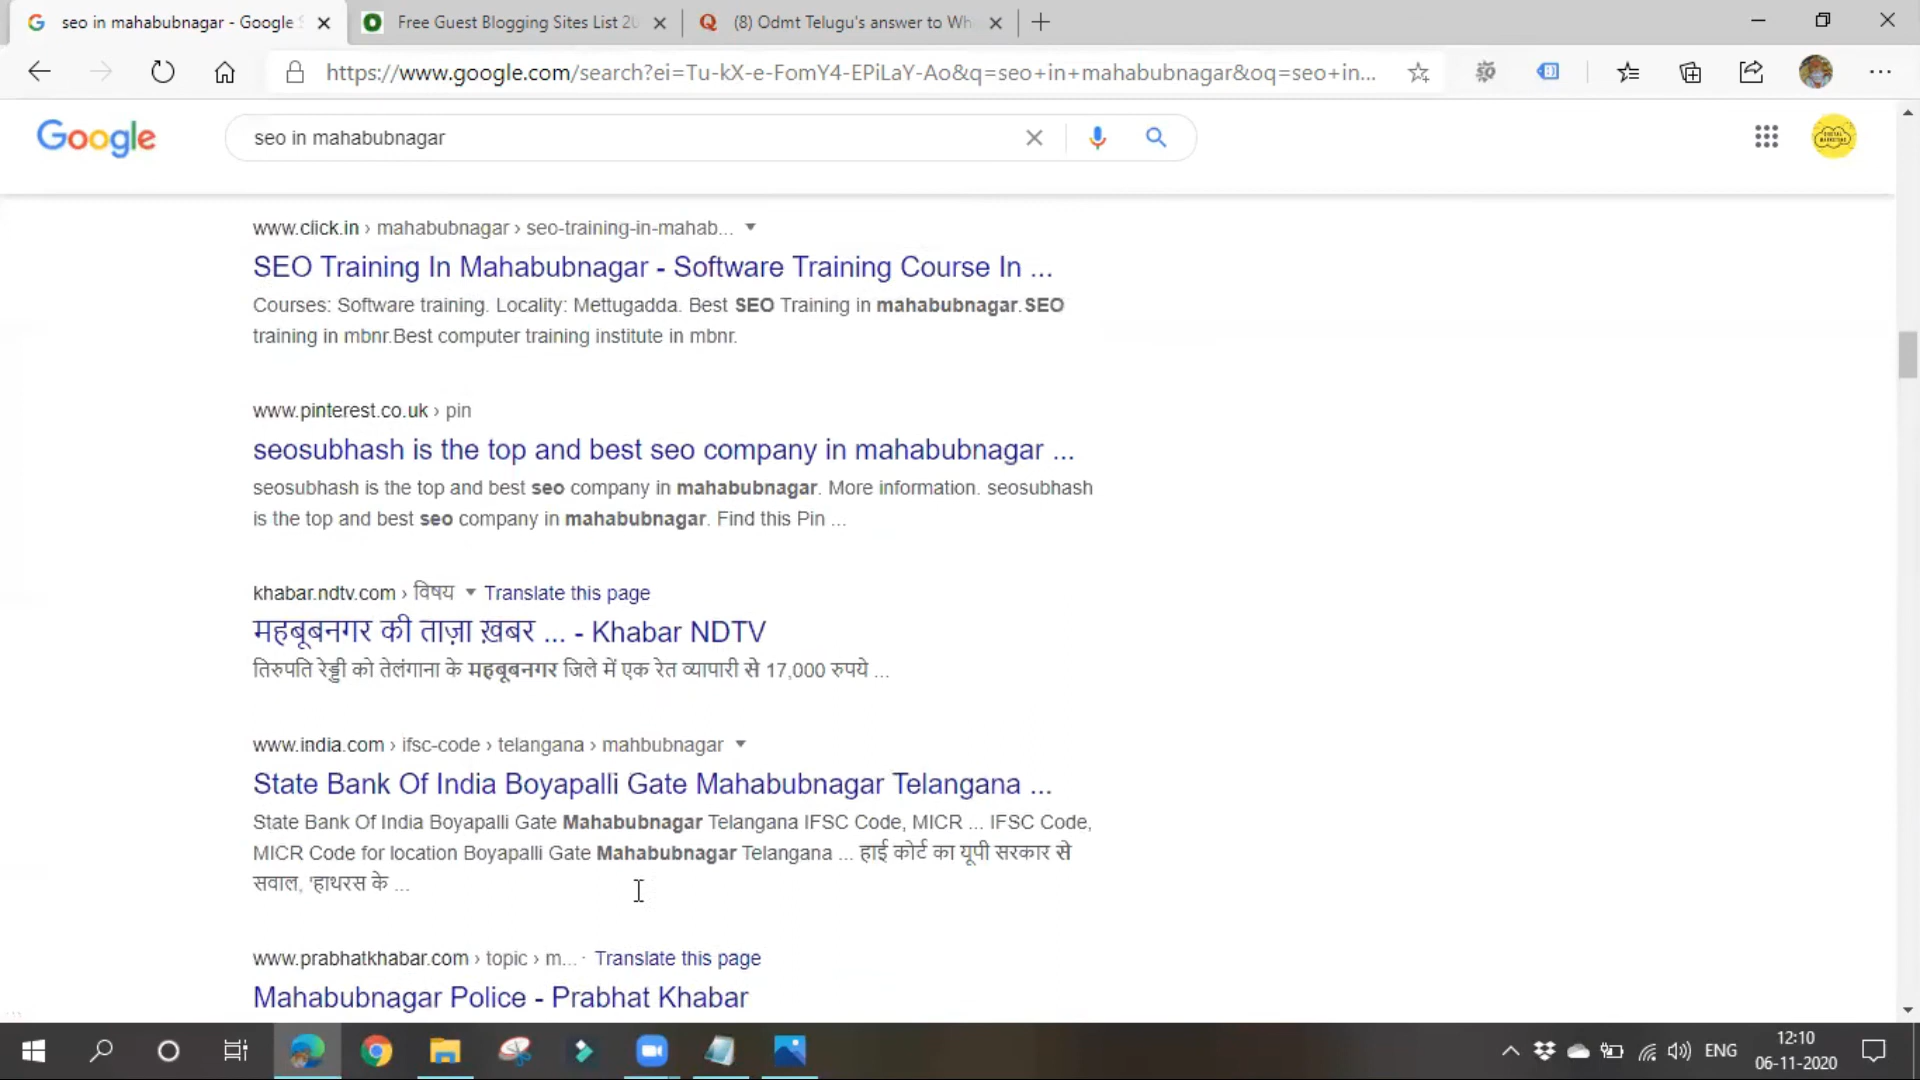 seo in mahabubnagar - Google S
Free Guest Blogging Sites List 20
(8) Odmt Telugu's answer to Wh
https://www.google.com/search?ei=Tu-kX-e-FomY4-EPiLaY-Ao&q=seo+in+mahabubnagar&oq=seo+in...
Google
seo in mahabubnagar
www.click.in › mahabubnagar › seo-training-in-mahab...
SEO Training In Mahabubnagar - Software Training Course In ...
Courses: Software training. Locality: Mettugadda. Best SEO Training in mahabubnagar.SEO
training in mbnr.Best computer training institute in mbnr.
www.pinterest.co.uk › pin
seosubhash is the top and best seo company in mahabubnagar ...
seosubhash is the top and best seo company in mahabubnagar. More information. seosubhash
is the top and best seo company in mahabubnagar. Find this Pin ...
khabar.ndtv.com › विषय Translate this page
महबूबनगर की ताज़ा ख़बर ... - Khabar NDTV
तिरुपति रेड्डी को तेलंगाना के महबूबनगर जिले में एक रेत व्यापारी से 17,000 रुपये ...
www.india.com › ifsc-code › telangana › mahbubnagar
State Bank Of India Boyapalli Gate Mahabubnagar Telangana ...
State Bank Of India Boyapalli Gate Mahabubnagar Telangana IFSC Code, MICR ... IFSC Code,
MICR Code for location Boyapalli Gate Mahabubnagar Telangana ... हाई कोर्ट का यूपी सरकार से
सवाल, 'हाथरस के ...
www.prabhatkhabar.com › topic › m... · Translate this page
Mahabubnagar Police - Prabhat Khabar
ENG
12:10
06-11-2020